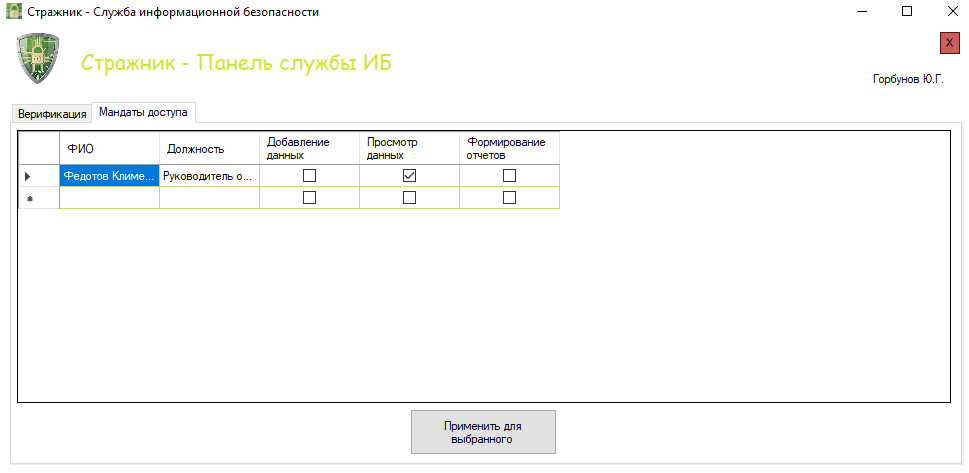 Стражник - Служба информационной безопасности
Стражник - Панель службы ИБ
X
Горбунов Ю.Г.
Верификация
Мандаты доступа
ФИО
Должность
Добавление
данных
Просмотр
данных
Формирование
отчетов
Федотов Климе...
Руководитель о...
Применить для
выбранного